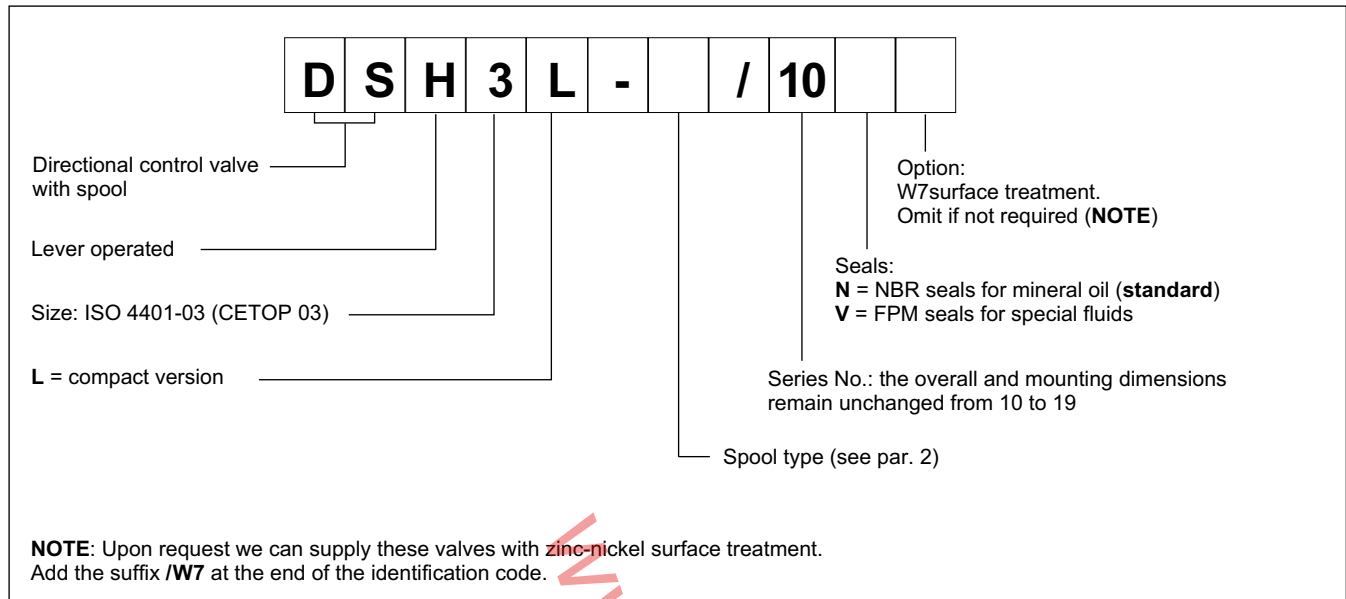 D S H 3 L - / 10
Directional control valve
with spool
Lever operated
Size: ISO 4401-03 (CETOP 03)
L = compact version
Option:
W7surface treatment.
Omit if not required (NOTE)
Seals:
N = NBR seals for mineral oil (standard)
V = FPM seals for special fluids
Series No.: the overall and mounting dimensions
remain unchanged from 10 to 19
Spool type (see par. 2)
NOTE: Upon request we can supply these valves with zinc-nickel surface treatment.
Add the suffix /W7 at the end of the identification code.